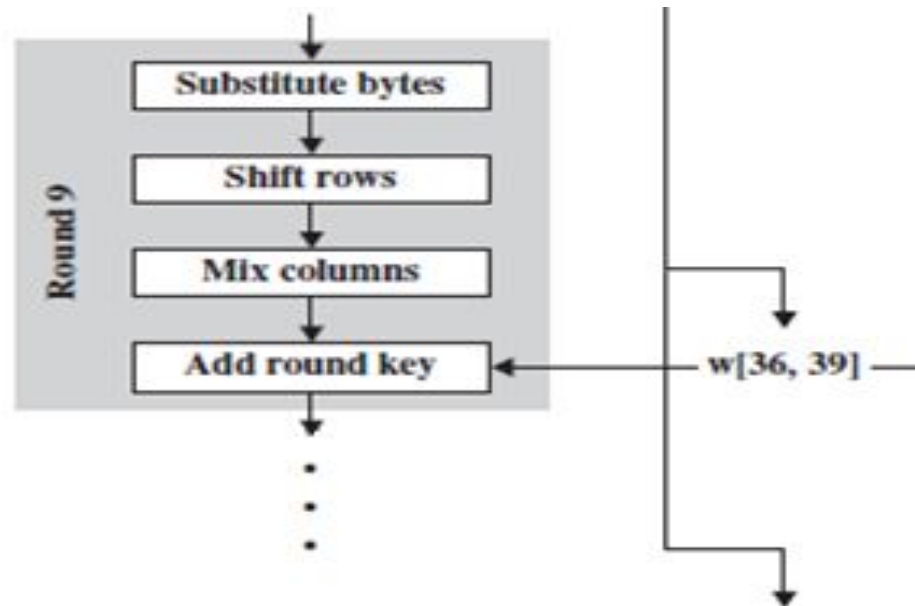 Round 9
Substitute bytes
Shift rows
Mix columns
Add round key
w[36, 39]